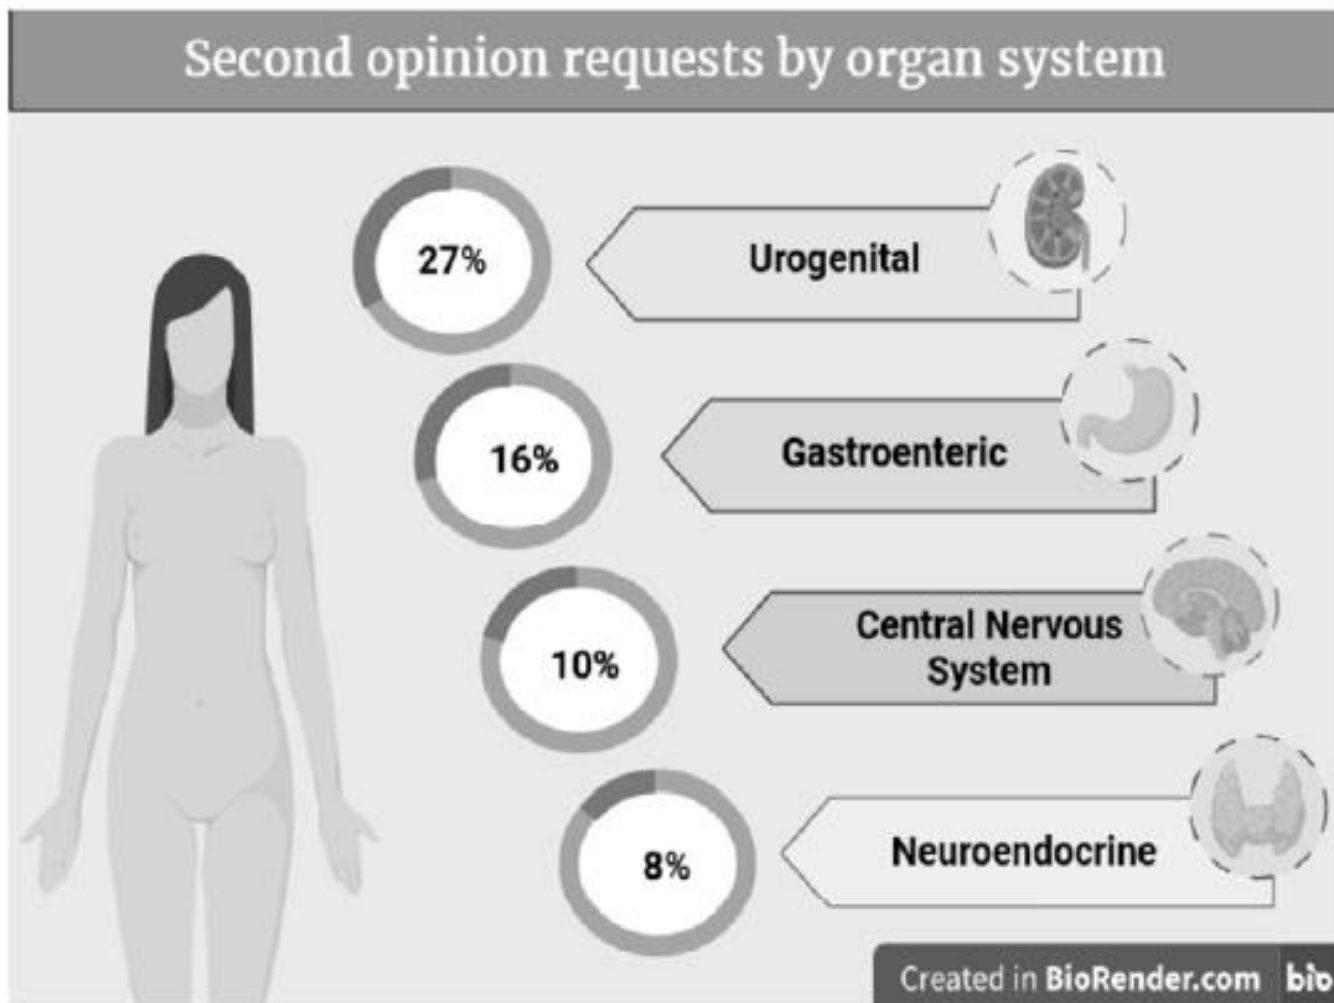 Second opinion requests by organ system
27%
Urogenital
16%
Gastroenteric
10%
Central Nervous
System
8%
Neuroendocrine
Created in BioRender.com bio